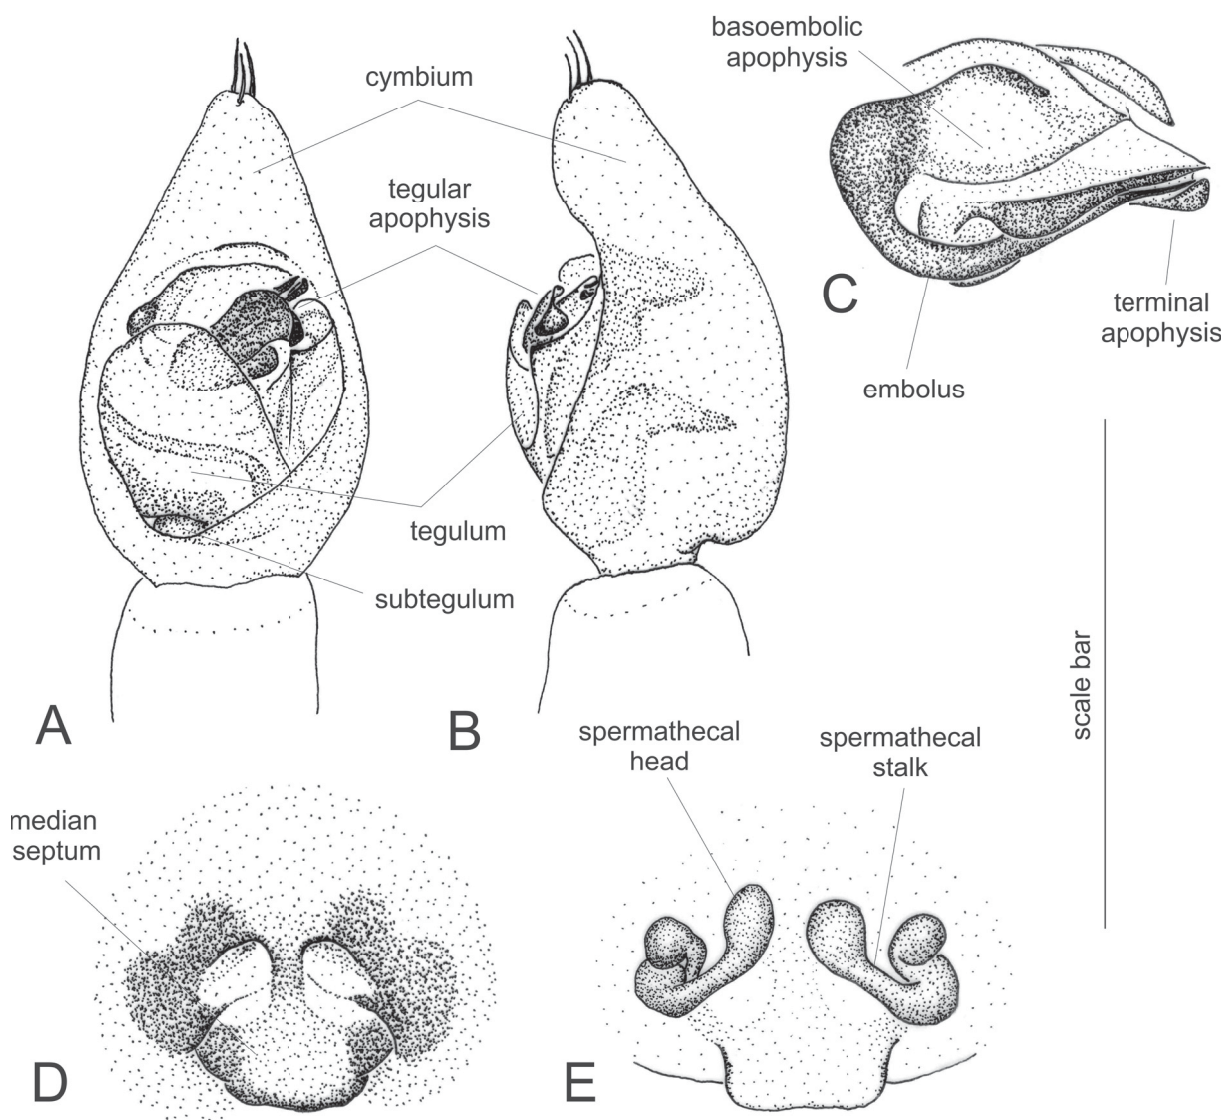 cymbium
basoembolic
apophysis
tegular
apophysis
C
terminal
apophysis
embolus
tegulum
subtegulum
A
B
scale bar
spermathecal
head
spermathecal
stalk
median
septum
D
E